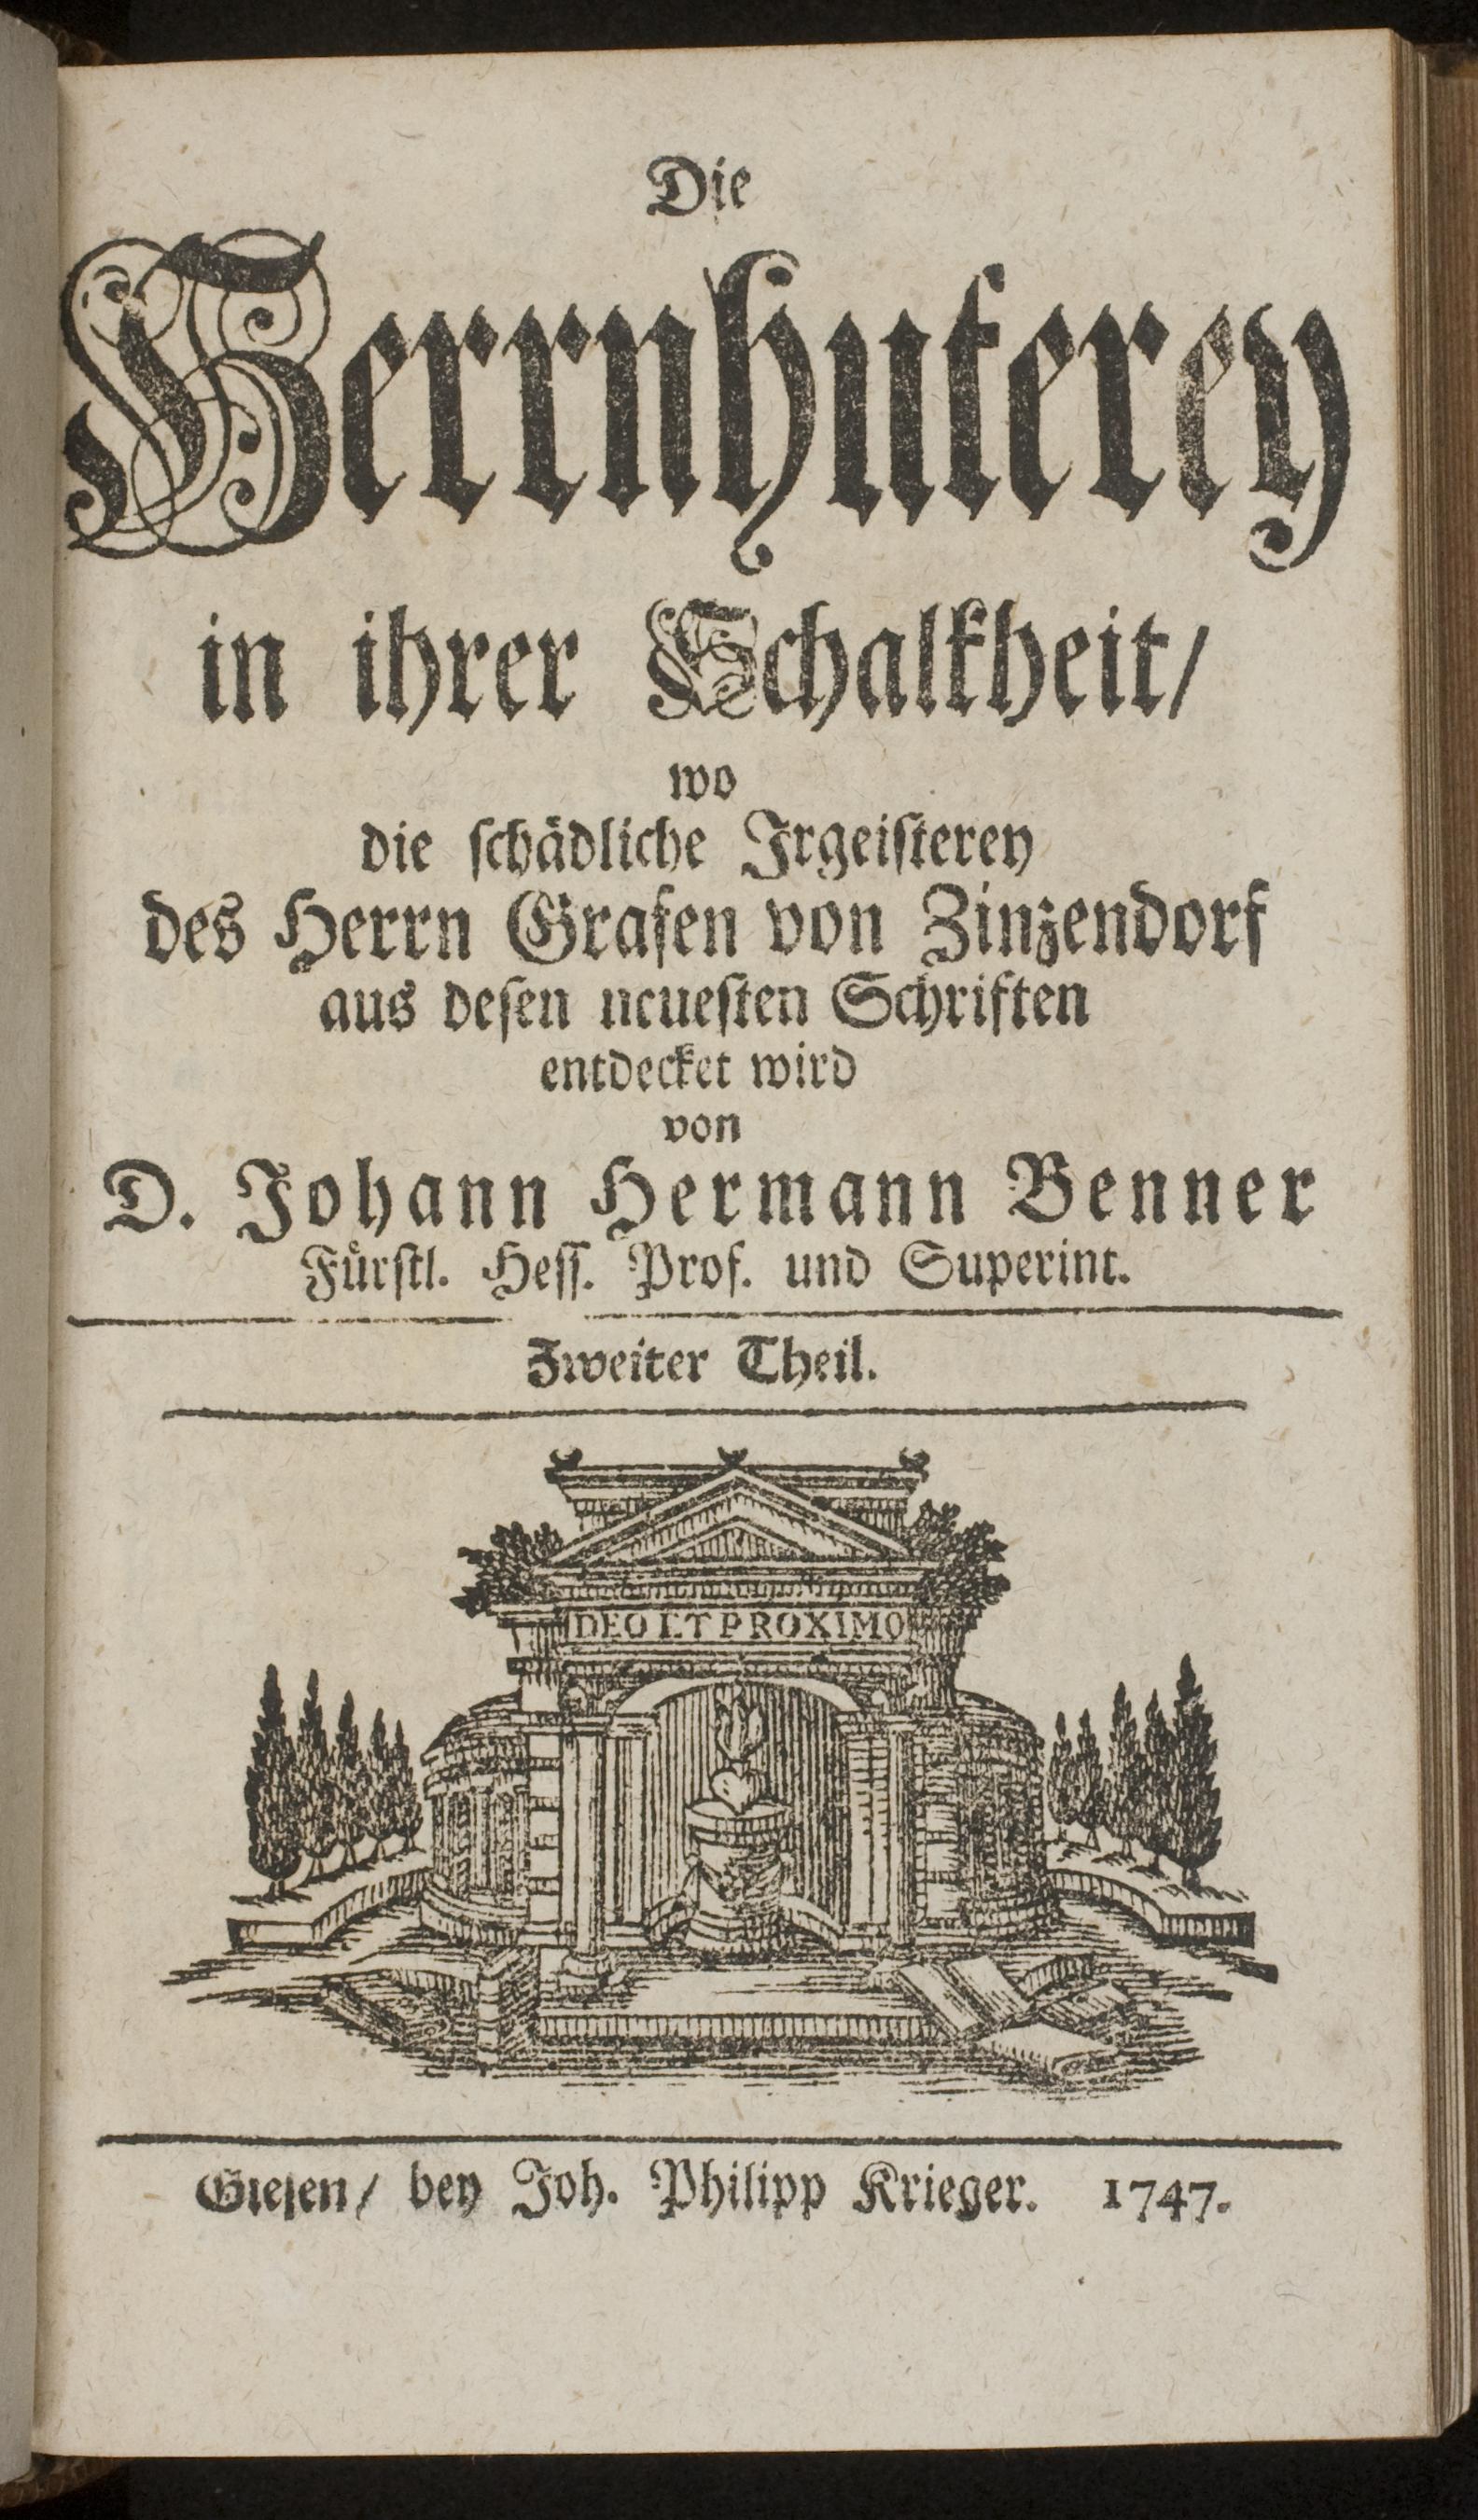 Die
Herrnhuterey
in ihrer Schalkheit/
wo
die ſchädliche Irgeiſterey
des Herrn Grafen von Zinzendorf
aus deſen neueſten Schriften
entdecket wird
von
D. Johann Hermann Benner
Fürſtl. Heſſ. Prof. und Superint.
Zweiter Theil.
DEO ET PROXIMO
Gieſen/ bey Joh. Philipp Krieger. 1747.